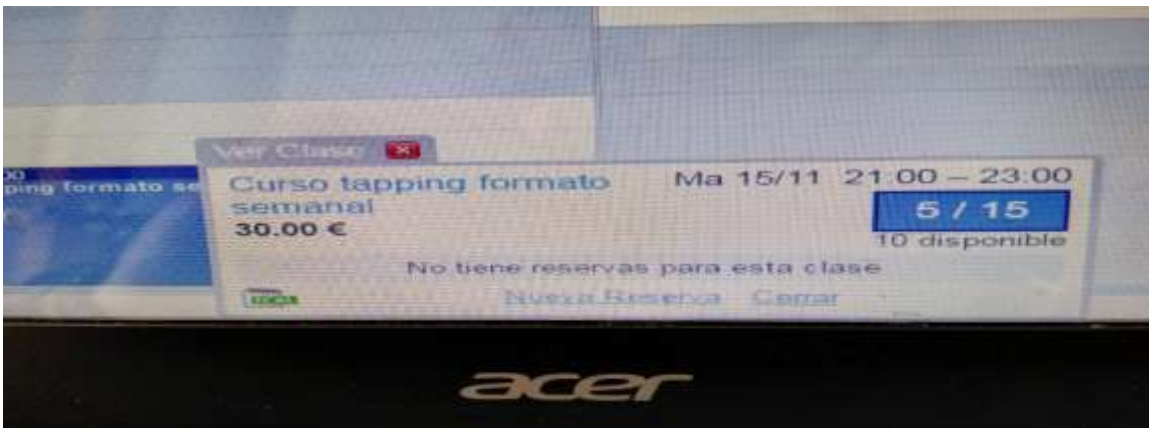 Ver Clase
Curso tapping formato semanal
Ma 15/11 21:00 – 23:00
30.00 €
5 / 15
10 disponible
No tiene reservas para esta clase
Nueva Reserva Cerrar
ping formato se
acer